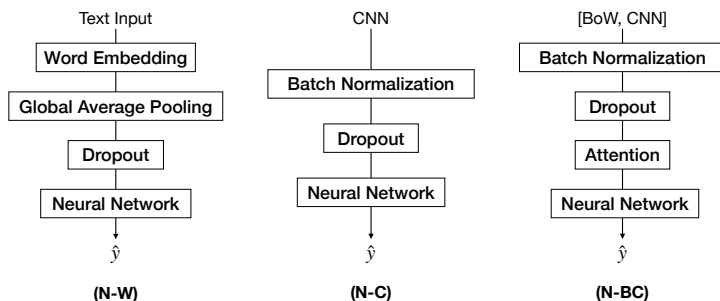 Text Input
Word Embedding
Global Average Pooling
Dropout
Neural Network
ŷ
(N-W)
CNN
Batch Normalization
Dropout
Neural Network
ŷ
(N-C)
[BoW, CNN]
Batch Normalization
Dropout
Attention
Neural Network
ŷ
(N-BC)